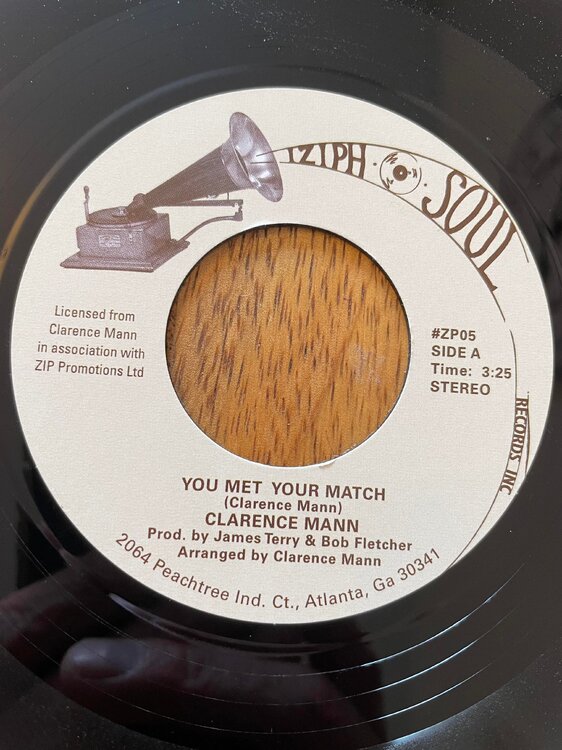 IZIPH SOUL
RECORDS INC
Licensed from
Clarence Mann
in association with
ZIP Promotions Ltd
#ZP05
SIDE A
Time: 3:25
STEREO
YOU MET YOUR MATCH
(Clarence Mann)
CLARENCE MANN
Prod. by James Terry & Bob Fletcher
Arranged by Clarence Mann
2064 Peachtree Ind. Ct., Atlanta, Ga 30341